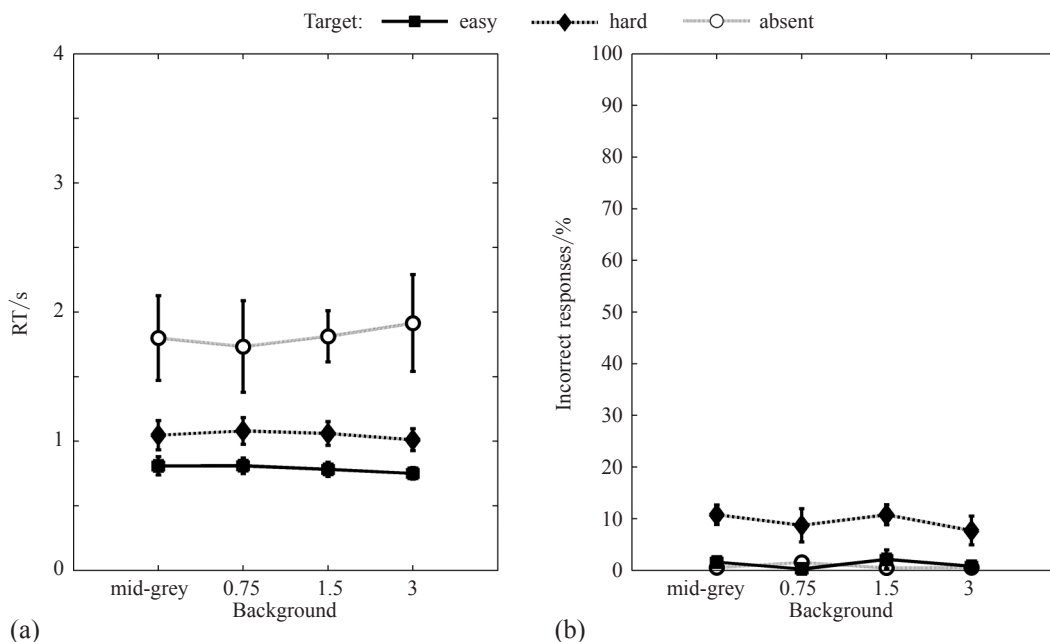 Target: easy hard absent
4
3
2
1
0
RT/s
mid-grey 0.75 1.5 3
Background
(a)
100
90
80
70
60
50
40
30
20
10
0
Incorrect responses/%
mid-grey 0.75 1.5 3
Background
(b)